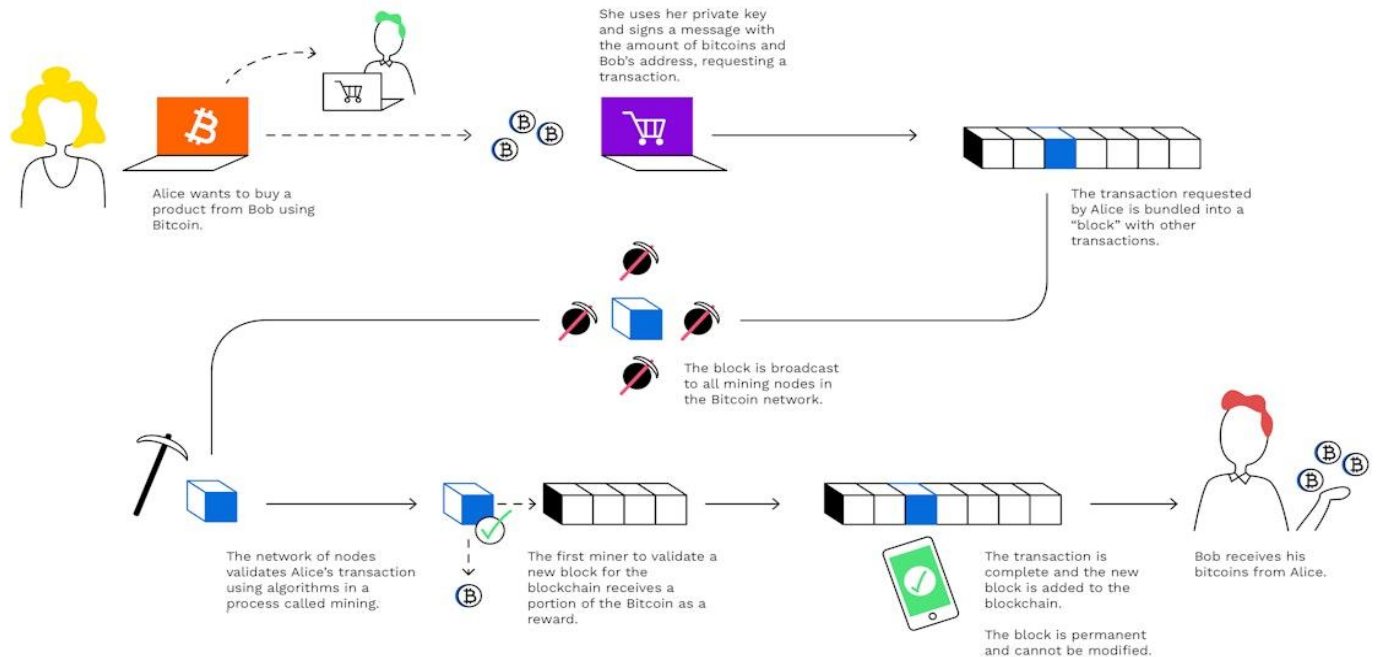 She uses her private key
and signs a message with
the amount of bitcoins and
Bob's address, requesting a
transaction.
Alice wants to buy a
product from Bob using
Bitcoin.
The transaction requested
by Alice is bundled into a
“block” with other
transactions.
The block is broadcast
to all mining nodes in
the Bitcoin network.
The network of nodes
validates Alice's transaction
using algorithms in a
process called mining.
The first miner to validate a
new block for the
blockchain receives a
portion of the Bitcoin as a
reward.
The transaction is
complete and the new
block is added to the
blockchain.
The block is permanent
and cannot be modified.
Bob receives his
bitcoins from Alice.